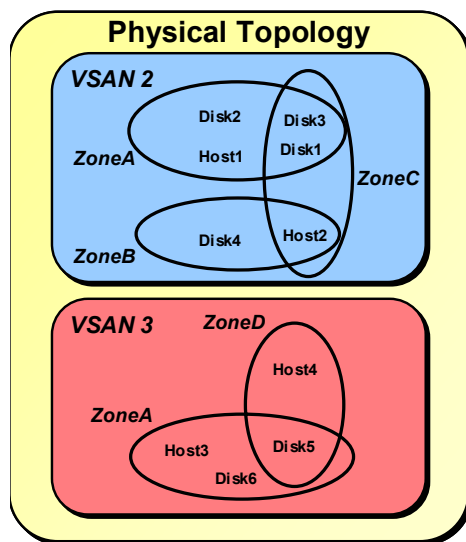 Physical Topology
VSAN 2
Disk2
Disk3
ZoneA
Host1
Disk1
ZoneC
Disk4
Host2
ZoneB
VSAN 3
ZoneD
Host4
ZoneA
Host3
Disk5
Disk6